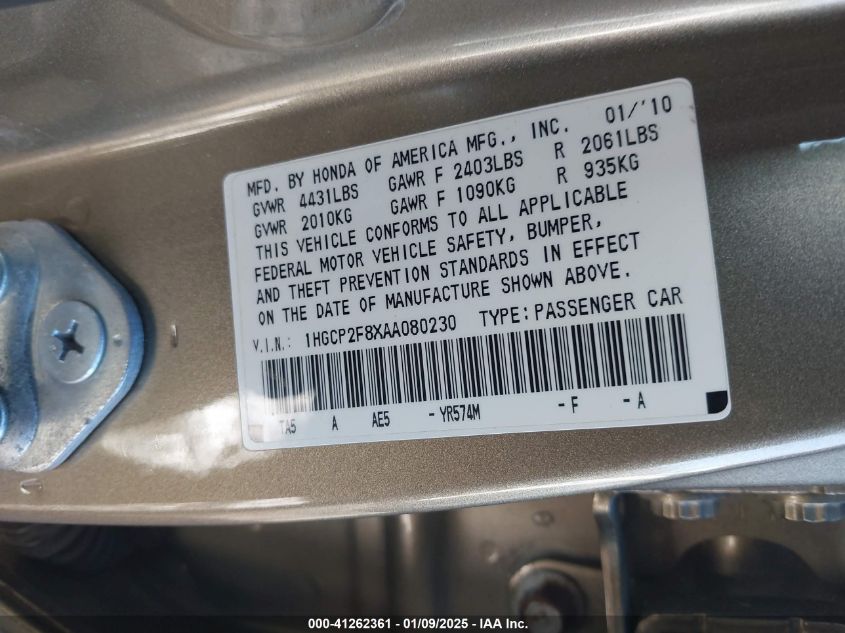 MFD. BY HONDA OF AMERICA MFG., INC. 01/'10
GVWR 4431LBS GAWR F 2403LBS R 2061LBS
GVWR 2010KG GAWR F 1090KG R 935KG
THIS VEHICLE CONFORMS TO ALL APPLICABLE
FEDERAL MOTOR VEHICLE SAFETY, BUMPER,
AND THEFT PREVENTION STANDARDS IN EFFECT
ON THE DATE OF MANUFACTURE SHOWN ABOVE.
V.I.N.: 1HGCP2F8XAA080230 TYPE: PASSENGER CAR
TA5 A AE5 - YR574M - F - A
000-41262361 - 01/09/2025 - IAA Inc.